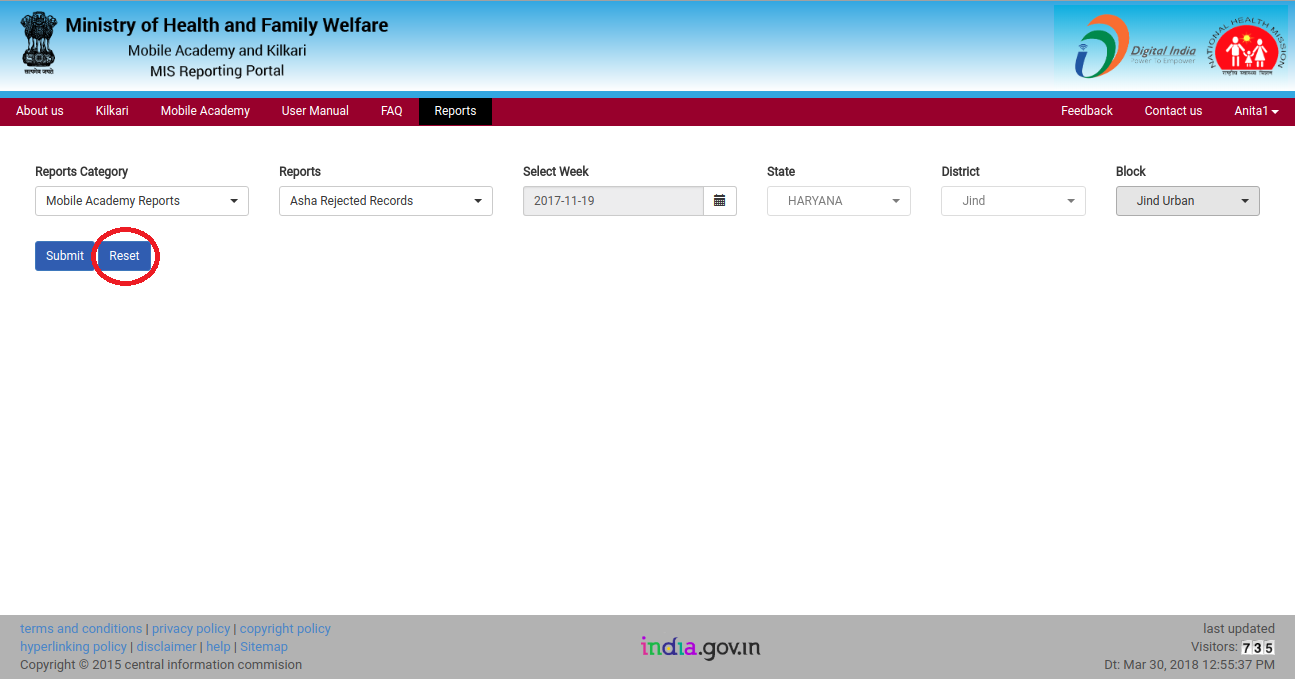 Ministry of Health and Family Welfare
Mobile Academy and Kilkari
MIS Reporting Portal
सत्यमेव जयते
Digital India
Power To Empower
NATIONAL HEALTH MISSION
राष्ट्रीय स्वास्थ्य मिशन
About us Kilkari Mobile Academy User Manual FAQ Reports Feedback Contact us Anita1
Reports Category Reports Select Week State District Block
Mobile Academy Reports Asha Rejected Records 2017-11-19 HARYANA Jind Jind Urban
Submit Reset
terms and conditions | privacy policy | copyright policy
hyperlinking policy | disclaimer | help | Sitemap
Copyright © 2015 central information commision
india.gov.in
last updated
Visitors: 735
Dt: Mar 30, 2018 12:55:37 PM